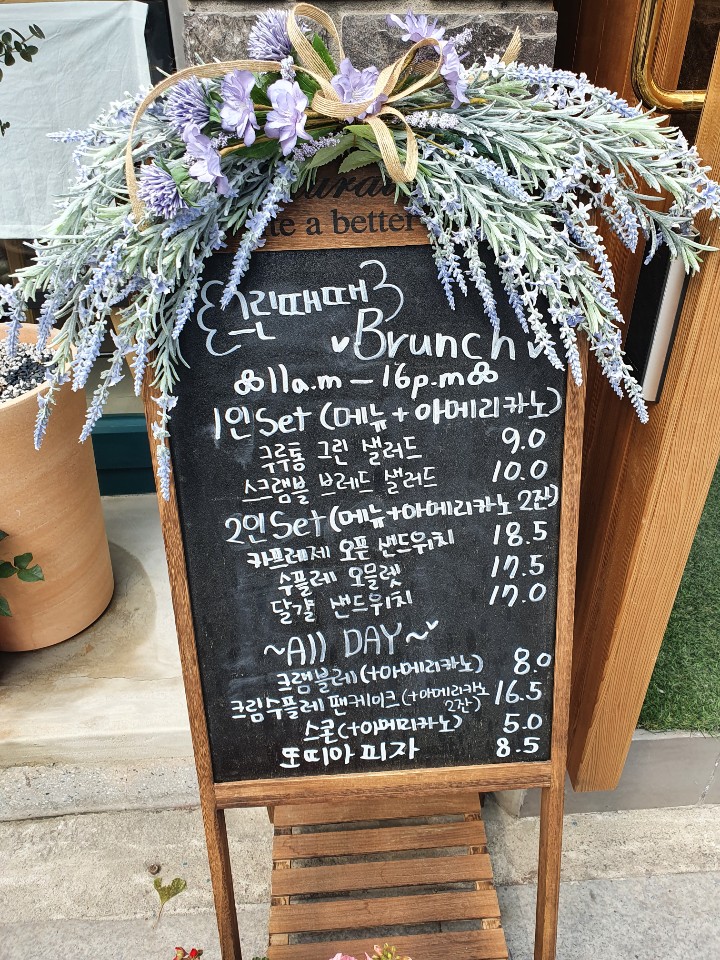 te a better
그린때때
Brunch
11a.m - 16p.m
1인Set (메뉴+아메리카노)
구루통 그린 샐러드 9.0
스크램블 브레드 샐러드 10.0
2인Set (메뉴+아메리카노 2잔)
카프레제 오픈 샌드위치 18.5
수플레 오믈렛 17.5
달걀 샌드위치 17.0
~All DAY~
크램블레(+아메리카노) 8.0
크림수플레 팬케이크(+아메리카노 2잔) 16.5
스콘(+아메리카노) 5.0
또띠아 피자 8.5